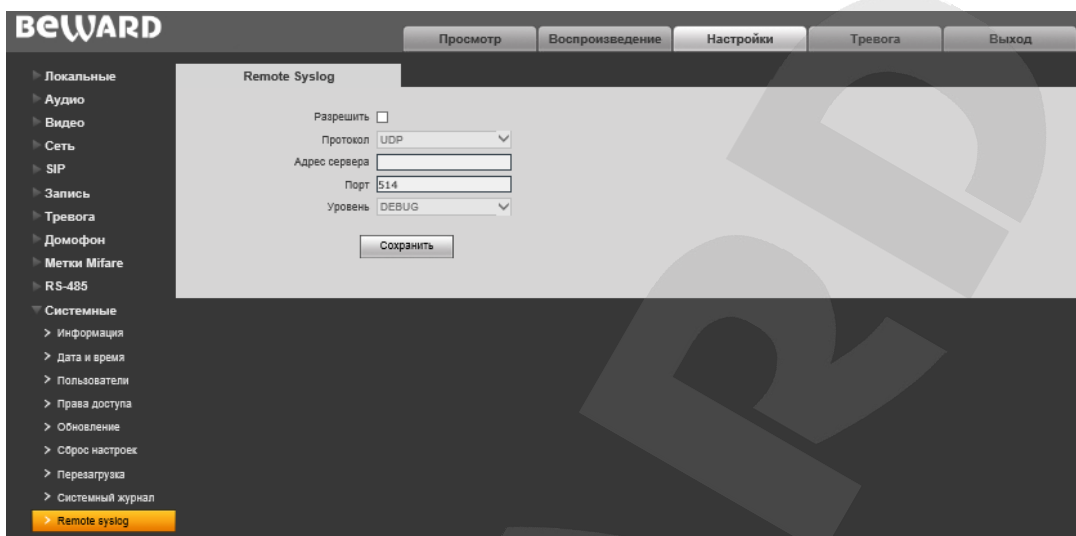 BEWARD
Просмотр Воспроизведение Настройки Тревога Выход
Локальные
Аудио
Видео
Сеть
SIP
Запись
Тревога
Домофон
Метки Mifare
RS-485
Системные
Информация
Дата и время
Пользователи
Права доступа
Обновление
Сброс настроек
Перезагрузка
Системный журнал
Remote syslog
Remote Syslog
Разрешить
Протокол UDP
Адрес сервера
Порт 514
Уровень DEBUG
Сохранить